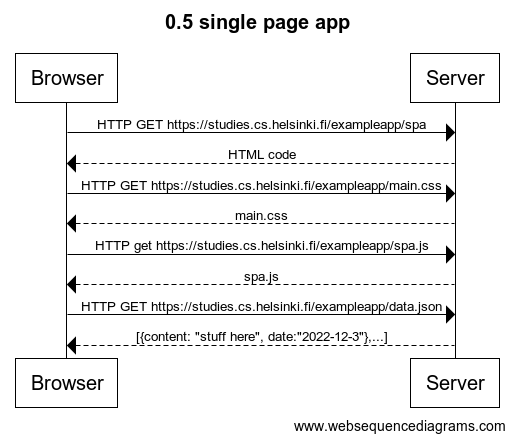 0.5 single page app
Browser Server
HTTP GET https://studies.cs.helsinki.fi/exampleapp/spa
HTML code
HTTP GET https://studies.cs.helsinki.fi/exampleapp/main.css
main.css
HTTP get https://studies.cs.helsinki.fi/exampleapp/spa.js
spa.js
HTTP GET https://studies.cs.helsinki.fi/exampleapp/data.json
[{content: "stuff here", date:"2022-12-3"},...]
Browser Server
www.websequencediagrams.com